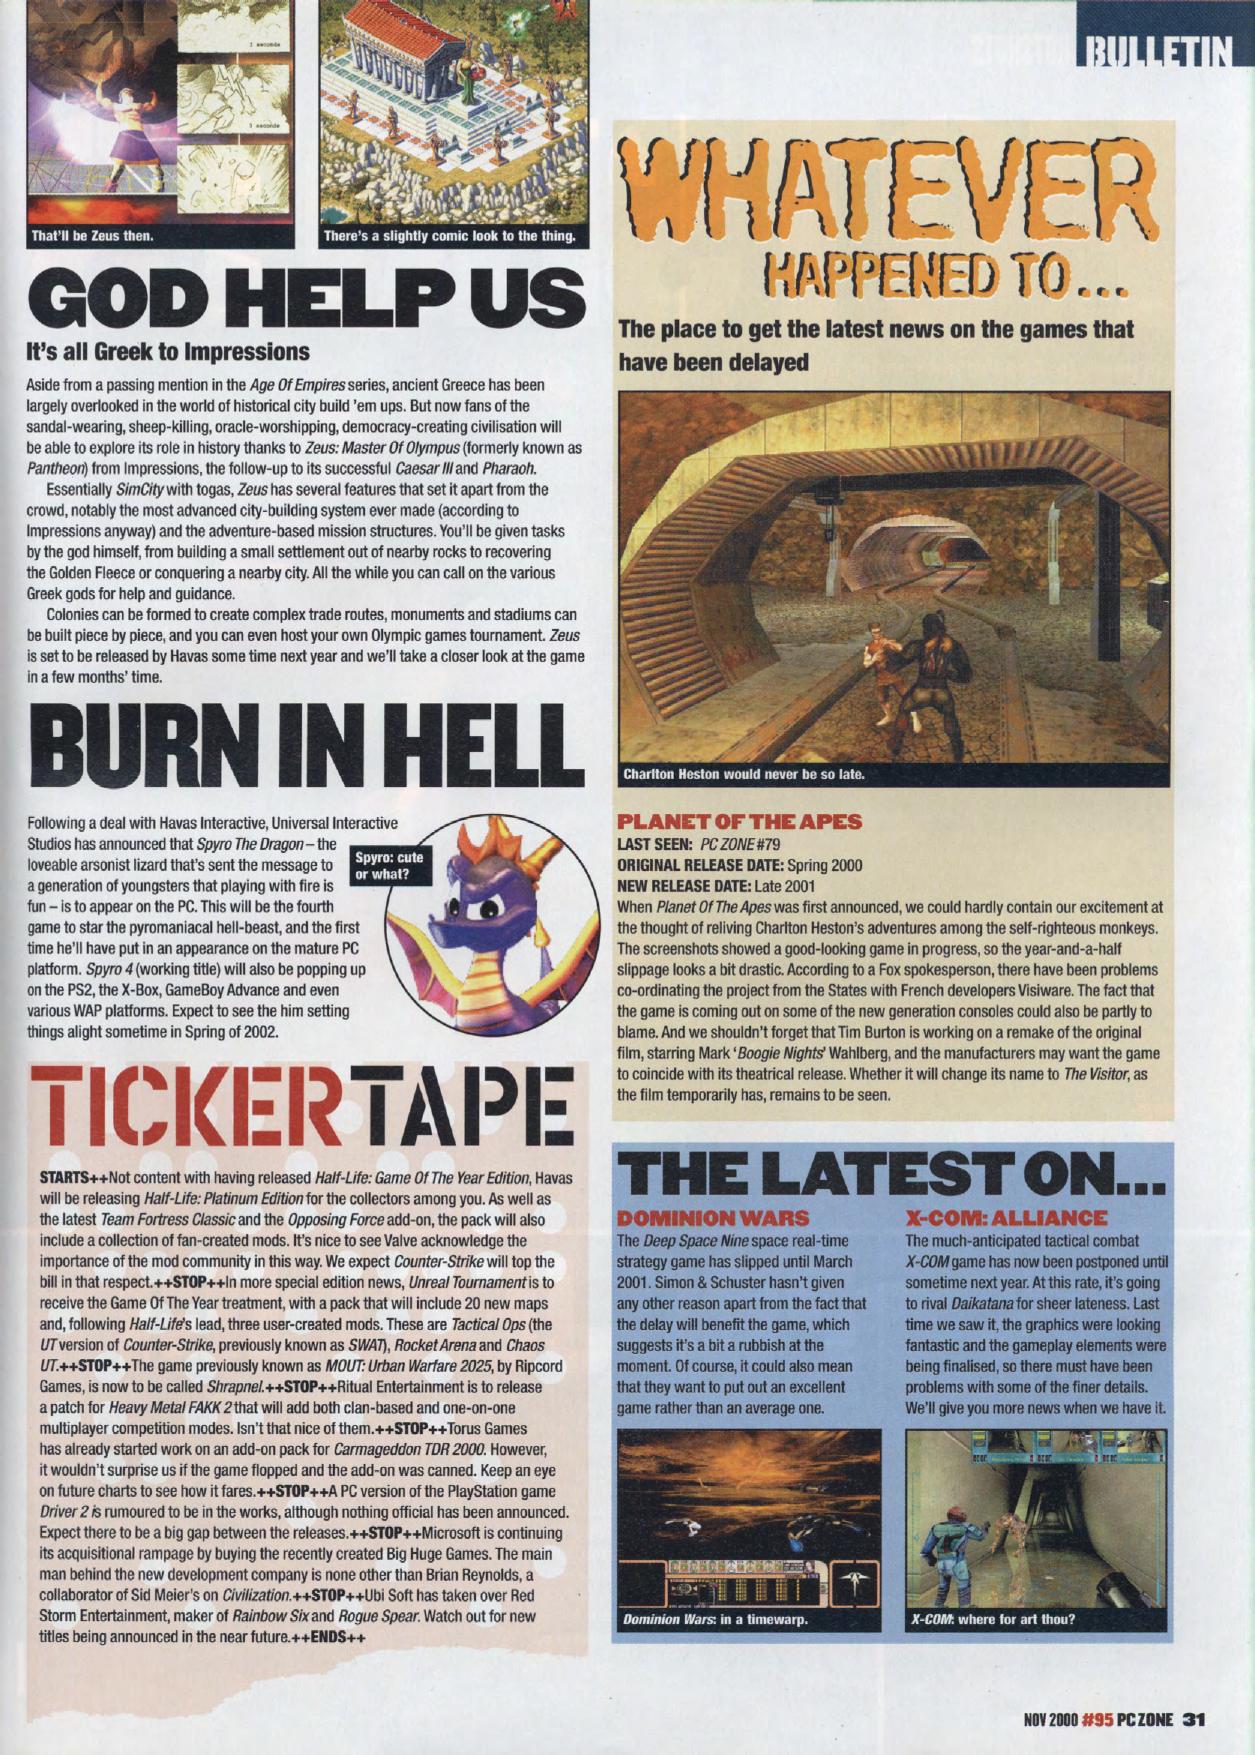 BULLETIN
3 seconds
3 seconds
That'll be Zeus then.
There's a slightly comic look to the thing.
GOD HELP US
It's all Greek to Impressions
Aside from a passing mention in the Age Of Empires series, ancient Greece has been
largely overlooked in the world of historical city build 'em ups. But now fans of the
sandal-wearing, sheep-killing, oracle-worshipping, democracy-creating civilisation will
be able to explore its role in history thanks to Zeus: Master Of Olympus (formerly known as
Pantheon) from Impressions, the follow-up to its successful Caesar III and Pharaoh.
Essentially SimCity with togas, Zeus has several features that set it apart from the
crowd, notably the most advanced city-building system ever made (according to
Impressions anyway) and the adventure-based mission structures. You'll be given tasks
by the god himself, from building a small settlement out of nearby rocks to recovering
the Golden Fleece or conquering a nearby city. All the while you can call on the various
Greek gods for help and guidance.
Colonies can be formed to create complex trade routes, monuments and stadiums can
be built piece by piece, and you can even host your own Olympic games tournament. Zeus
is set to be released by Havas some time next year and we'll take a closer look at the game
in a few months' time.
BURN IN HELL
Following a deal with Havas Interactive, Universal Interactive
Studios has announced that Spyro The Dragon – the
loveable arsonist lizard that's sent the message to
a generation of youngsters that playing with fire is
fun – is to appear on the PC. This will be the fourth
game to star the pyromaniacal hell-beast, and the first
time he'll have put in an appearance on the mature PC
platform. Spyro 4 (working title) will also be popping up
on the PS2, the X-Box, GameBoy Advance and even
various WAP platforms. Expect to see the him setting
things alight sometime in Spring of 2002.
Spyro: cute
or what?
TICKERTAPE
STARTS++Not content with having released Half-Life: Game Of The Year Edition, Havas
will be releasing Half-Life: Platinum Edition for the collectors among you. As well as
the latest Team Fortress Classic and the Opposing Force add-on, the pack will also
include a collection of fan-created mods. It's nice to see Valve acknowledge the
importance of the mod community in this way. We expect Counter-Strike will top the
bill in that respect.++STOP++In more special edition news, Unreal Tournament is to
receive the Game Of The Year treatment, with a pack that will include 20 new maps
and, following Half-Life's lead, three user-created mods. These are Tactical Ops (the
UT version of Counter-Strike, previously known as SWAT), Rocket Arena and Chaos
UT.++STOP++The game previously known as MOUT: Urban Warfare 2025, by Ripcord
Games, is now to be called Shrapnel.++STOP++Ritual Entertainment is to release
a patch for Heavy Metal FAKK 2 that will add both clan-based and one-on-one
multiplayer competition modes. Isn't that nice of them.++STOP++Torus Games
has already started work on an add-on pack for Carmageddon TDR 2000. However,
it wouldn't surprise us if the game flopped and the add-on was canned. Keep an eye
on future charts to see how it fares.++STOP++A PC version of the PlayStation game
Driver 2 is rumoured to be in the works, although nothing official has been announced.
Expect there to be a big gap between the releases.++STOP++Microsoft is continuing
its acquisitional rampage by buying the recently created Big Huge Games. The main
man behind the new development company is none other than Brian Reynolds, a
collaborator of Sid Meier's on Civilization.++STOP++Ubi Soft has taken over Red
Storm Entertainment, maker of Rainbow Six and Rogue Spear. Watch out for new
titles being announced in the near future.++ENDS++
WHATEVER
HAPPENED TO...
The place to get the latest news on the games that
have been delayed
Charlton Heston would never be so late.
PLANET OF THE APES
LAST SEEN: PC ZONE #79
ORIGINAL RELEASE DATE: Spring 2000
NEW RELEASE DATE: Late 2001
When Planet Of The Apes was first announced, we could hardly contain our excitement at
the thought of reliving Charlton Heston's adventures among the self-righteous monkeys.
The screenshots showed a good-looking game in progress, so the year-and-a-half
slippage looks a bit drastic. According to a Fox spokesperson, there have been problems
co-ordinating the project from the States with French developers Visiware. The fact that
the game is coming out on some of the new generation consoles could also be partly to
blame. And we shouldn't forget that Tim Burton is working on a remake of the original
film, starring Mark 'Boogie Nights' Wahlberg, and the manufacturers may want the game
to coincide with its theatrical release. Whether it will change its name to The Visitor, as
the film temporarily has, remains to be seen.
THE LATEST ON...
DOMINION WARS
The Deep Space Nine space real-time
strategy game has slipped until March
2001. Simon & Schuster hasn't given
any other reason apart from the fact that
the delay will benefit the game, which
suggests it's a bit a rubbish at the
moment. Of course, it could also mean
that they want to put out an excellent
game rather than an average one.
Dominion Wars: in a timewarp.
X-COM: ALLIANCE
The much-anticipated tactical combat
X-COM game has now been postponed until
sometime next year. At this rate, it's going
to rival Daikatana for sheer lateness. Last
time we saw it, the graphics were looking
fantastic and the gameplay elements were
being finalised, so there must have been
problems with some of the finer details.
We'll give you more news when we have it.
X-COM: where for art thou?
NOV 2000 #95 PC ZONE 31